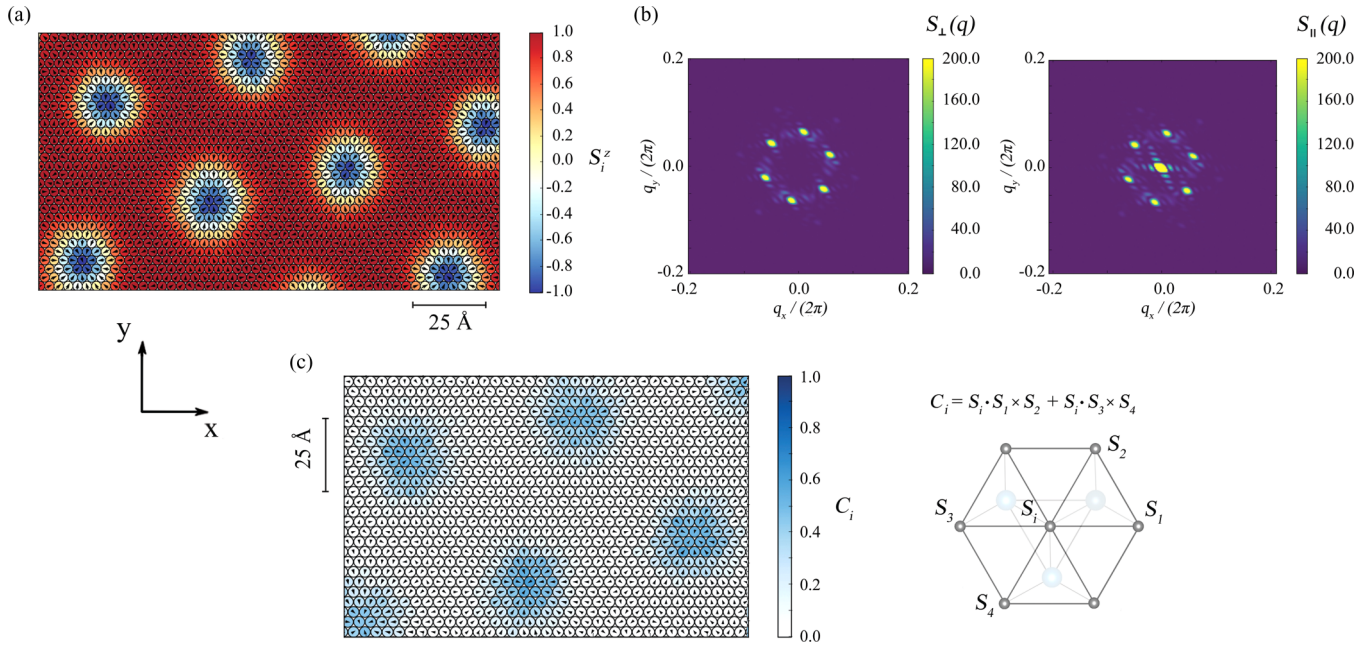 (a)
1.0
0.8
0.6
0.4
0.2
0.0
-0.2
-0.4
-0.6
-0.8
-1.0
S_i^z
25 Å
(b)
S_⊥(q)
0.2
0.0
-0.2
q_y / (2π)
-0.2
0.0
0.2
q_x / (2π)
200.0
160.0
120.0
80.0
40.0
0.0
S_||(q)
0.2
0.0
-0.2
q_y / (2π)
-0.2
0.0
0.2
q_x / (2π)
200.0
160.0
120.0
80.0
40.0
0.0
y
x
(c)
25 Å
1.0
0.8
0.6
0.4
0.2
0.0
C_i
C_i = S_i·S_1 × S_2 + S_i·S_3 × S_4
S_2
S_3
S_i
S_1
S_4